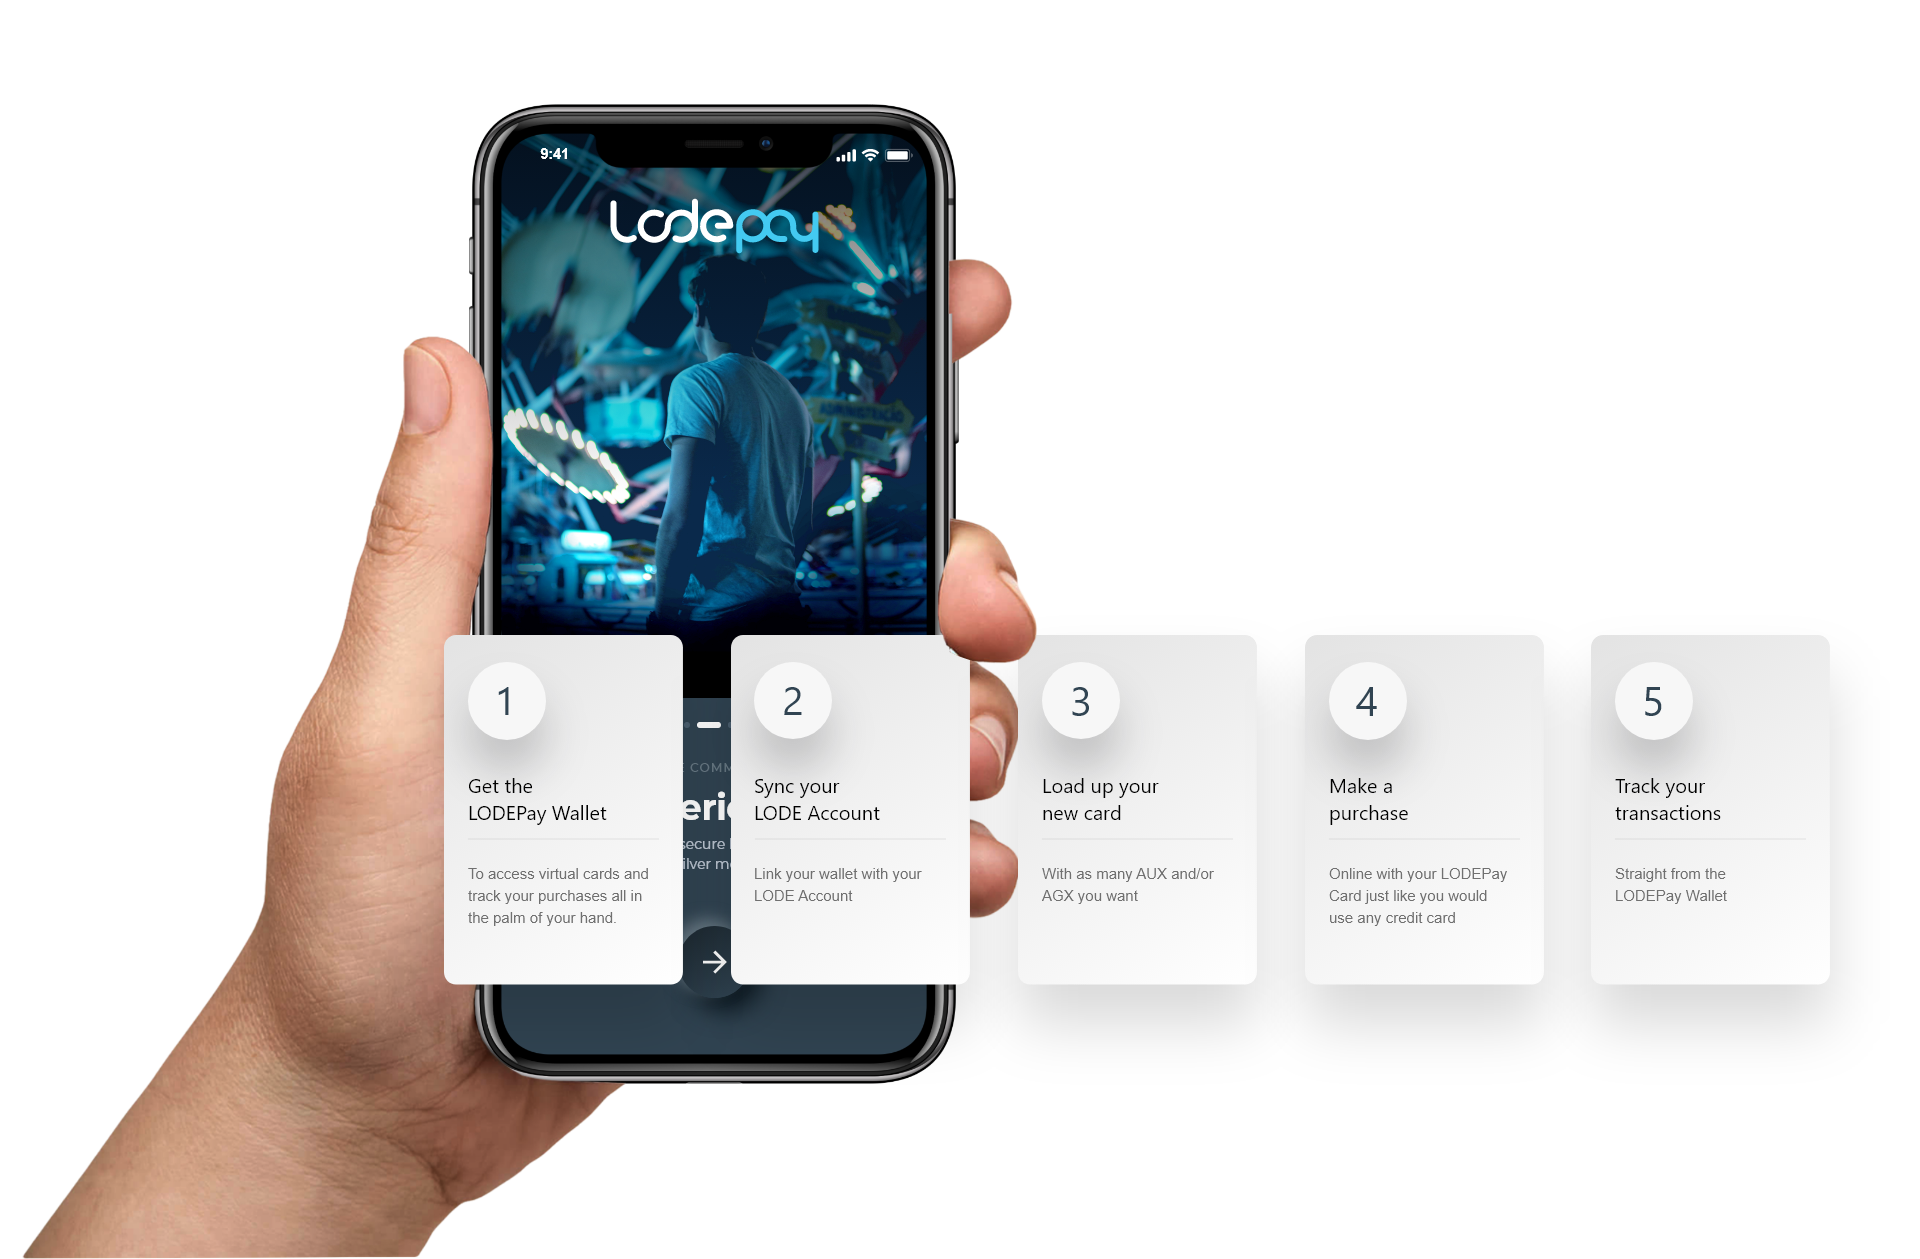 9:41
lodepay
ADMINISTRAÇÃO
1
Get the
LODEPay Wallet
To access virtual cards and
track your purchases all in
the palm of your hand.
COMM
eri
secure
ilver m
2
Sync your
LODE Account
Link your wallet with your
LODE Account
3
Load up your
new card
With as many AUX and/or
AGX you want
4
Make a
purchase
Online with your LODEPay
Card just like you would
use any credit card
5
Track your
transactions
Straight from the
LODEPay Wallet